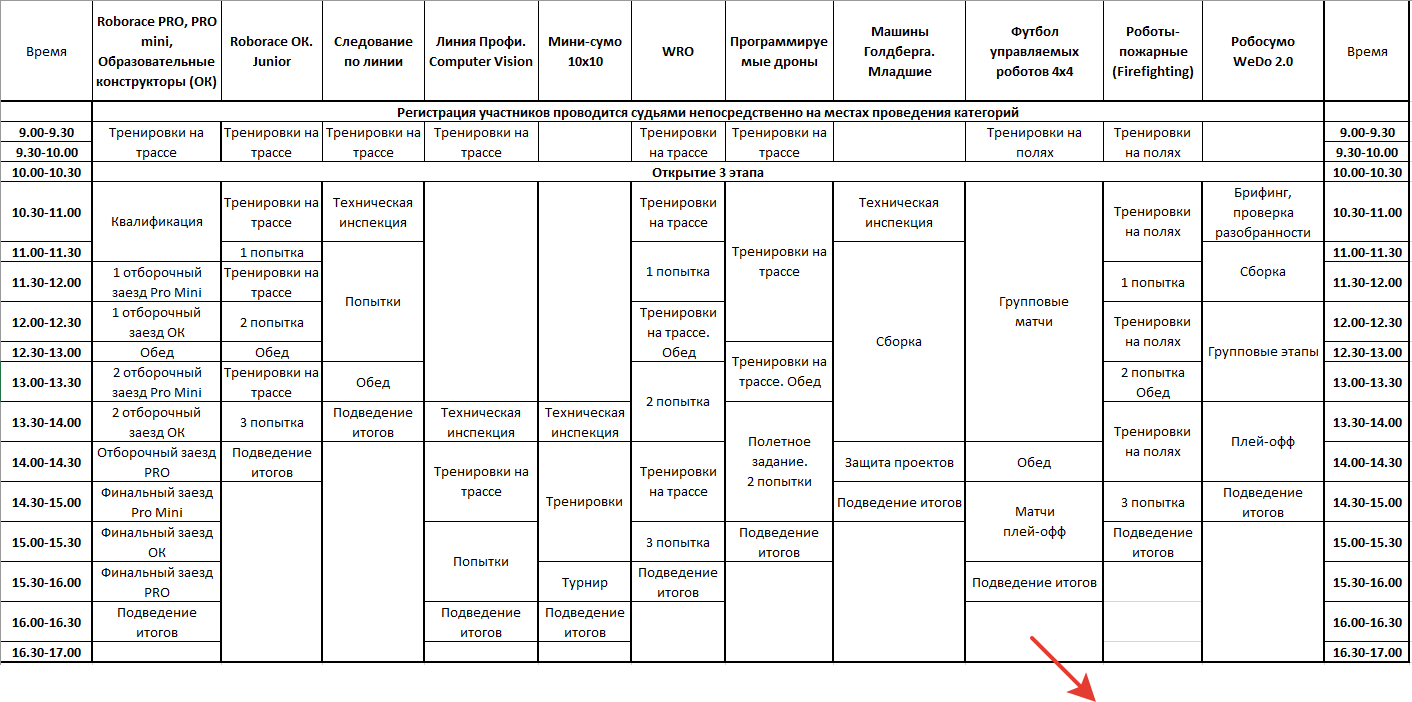 Время
Roborace PRO, PRO
mini,
Образовательные
конструкторы (ОК)
Roborace ОК.
Junior
Следование
по линии
Линия Профи.
Computer Vision
Мини-сумо
10x10
WRO
Программируе
мые дроны
Машины
Голдберга.
Младшие
Футбол
управляемых
роботов 4х4
Роботы-
пожарные
(Firefighting)
Робосумо
WeDo 2.0
Время
Регистрация участников проводится судьями непосредственно на местах проведения категорий
9.00-9.30
9.30-10.00
Тренировки на
трассе
Тренировки на
трассе
Тренировки на
трассе
Тренировки на
трассе
Тренировки
на трассе
Тренировки на
трассе
Тренировки на
полях
Тренировки
на полях
9.00-9.30
9.30-10.00
10.00-10.30
Открытие 3 этапа
10.00-10.30
10.30-11.00
Квалификация
Тренировки на
трассе
Техническая
инспекция
Тренировки
на трассе
Тренировки на
трассе
Техническая
инспекция
Групповые
матчи
Тренировки
на полях
Брифинг,
проверка
разобранности
10.30-11.00
11.00-11.30
1 попытка
Попытки
1 попытка
Сборка
Сборка
11.00-11.30
11.30-12.00
1 отборочный
заезд Pro Mini
Тренировки на
трассе
1 попытка
11.30-12.00
12.00-12.30
1 отборочный
заезд ОК
2 попытка
Тренировки
на трассе.
Обед
Тренировки
на полях
Групповые этапы
12.00-12.30
12.30-13.00
Обед
Обед
Тренировки на
трассе. Обед
12.30-13.00
13.00-13.30
2 отборочный
заезд Pro Mini
Тренировки на
трассе
Обед
2 попытка
2 попытка
Обед
13.00-13.30
13.30-14.00
2 отборочный
заезд ОК
3 попытка
Подведение
итогов
Техническая
инспекция
Техническая
инспекция
Полетное
задание.
2 попытки
Тренировки
на полях
Плей-офф
13.30-14.00
14.00-14.30
Отборочный заезд
PRO
Подведение
итогов
Тренировки на
трассе
Тренировки
Тренировки
на трассе
Защита проектов
Обед
14.00-14.30
14.30-15.00
Финальный заезд
Pro Mini
Подведение итогов
Матчи
плей-офф
3 попытка
Подведение
итогов
14.30-15.00
15.00-15.30
Финальный заезд
ОК
Попытки
3 попытка
Подведение
итогов
Подведение
итогов
15.00-15.30
15.30-16.00
Финальный заезд
PRO
Турнир
Подведение
итогов
Подведение итогов
15.30-16.00
16.00-16.30
Подведение
итогов
Подведение
итогов
Подведение
итогов
16.00-16.30
16.30-17.00
16.30-17.00